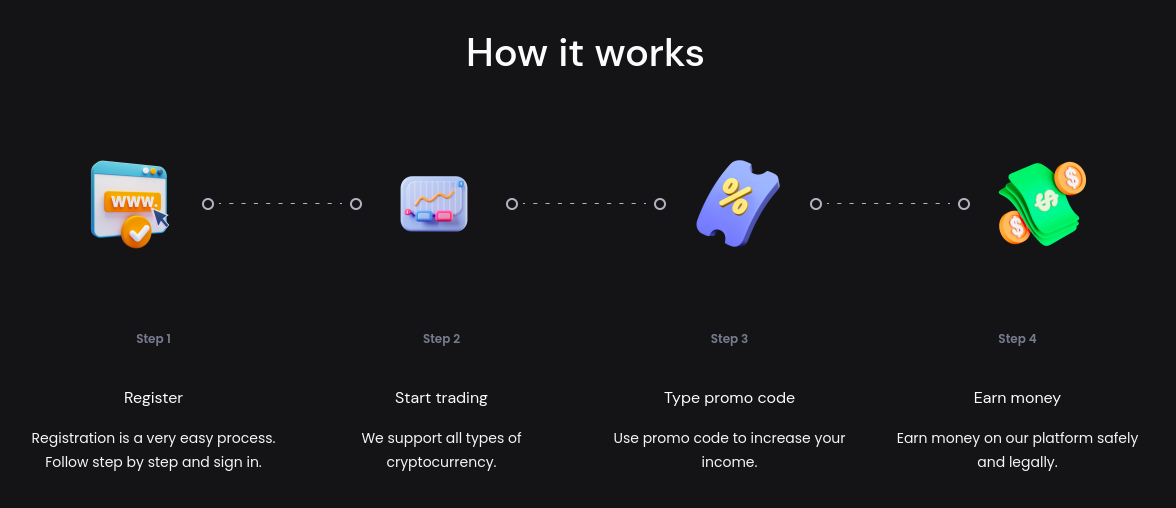 How it works
www.
%
$
$
$
Step 1
Step 2
Step 3
Step 4
Register
Start trading
Type promo code
Earn money
Registration is a very easy process.
Follow step by step and sign in.
We support all types of
cryptocurrency.
Use promo code to increase your
income.
Earn money on our platform safely
and legally.